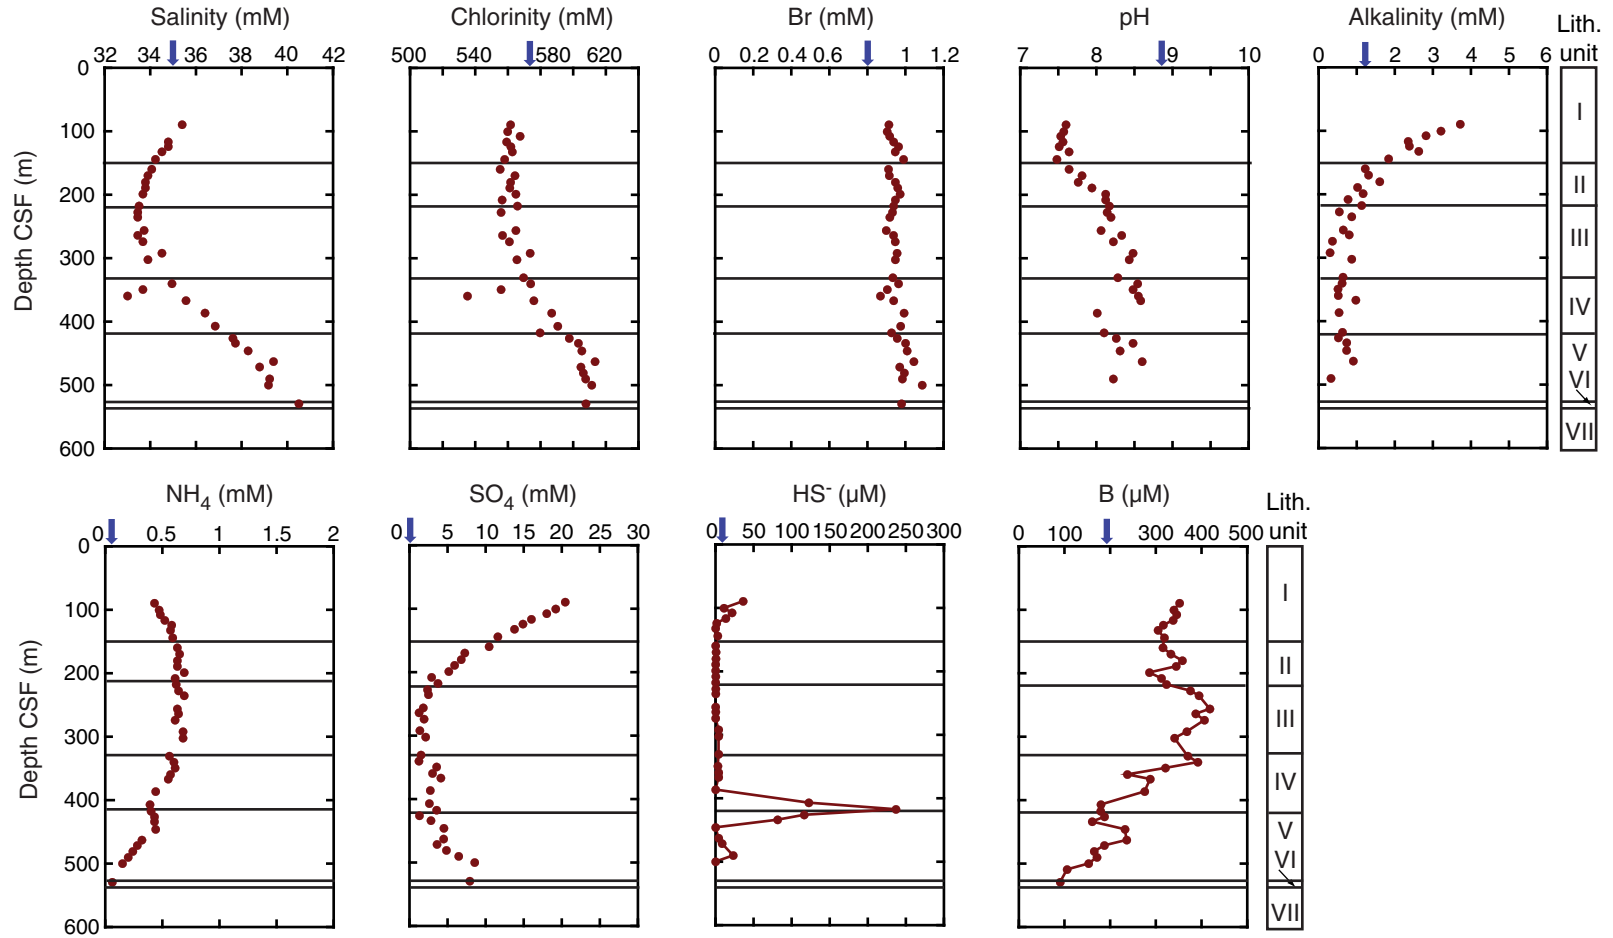 Salinity (mM) Chlorinity (mM) Br (mM) pH Alkalinity (mM) Lith.
unit
32 34 36 38 40 42 500 540 580 620 0 0.2 0.6 0.6 1 1.2 7 8 9 10 0 2 3 4 5 6
0
100
200
300
400
500
600
Depth CSF (m)
I
II
III
IV
V
VI
VII
NH4 (mM) SO4 (mM) HS- (µM) B (µM) Lith.
unit
0 0.5 1 1.5 2 0 5 10 15 20 25 30 0 50 100 150 200 250 300 0 100 300 400 500
0
100
200
300
400
500
600
Depth CSF (m)
I
II
III
IV
V
VI
VII